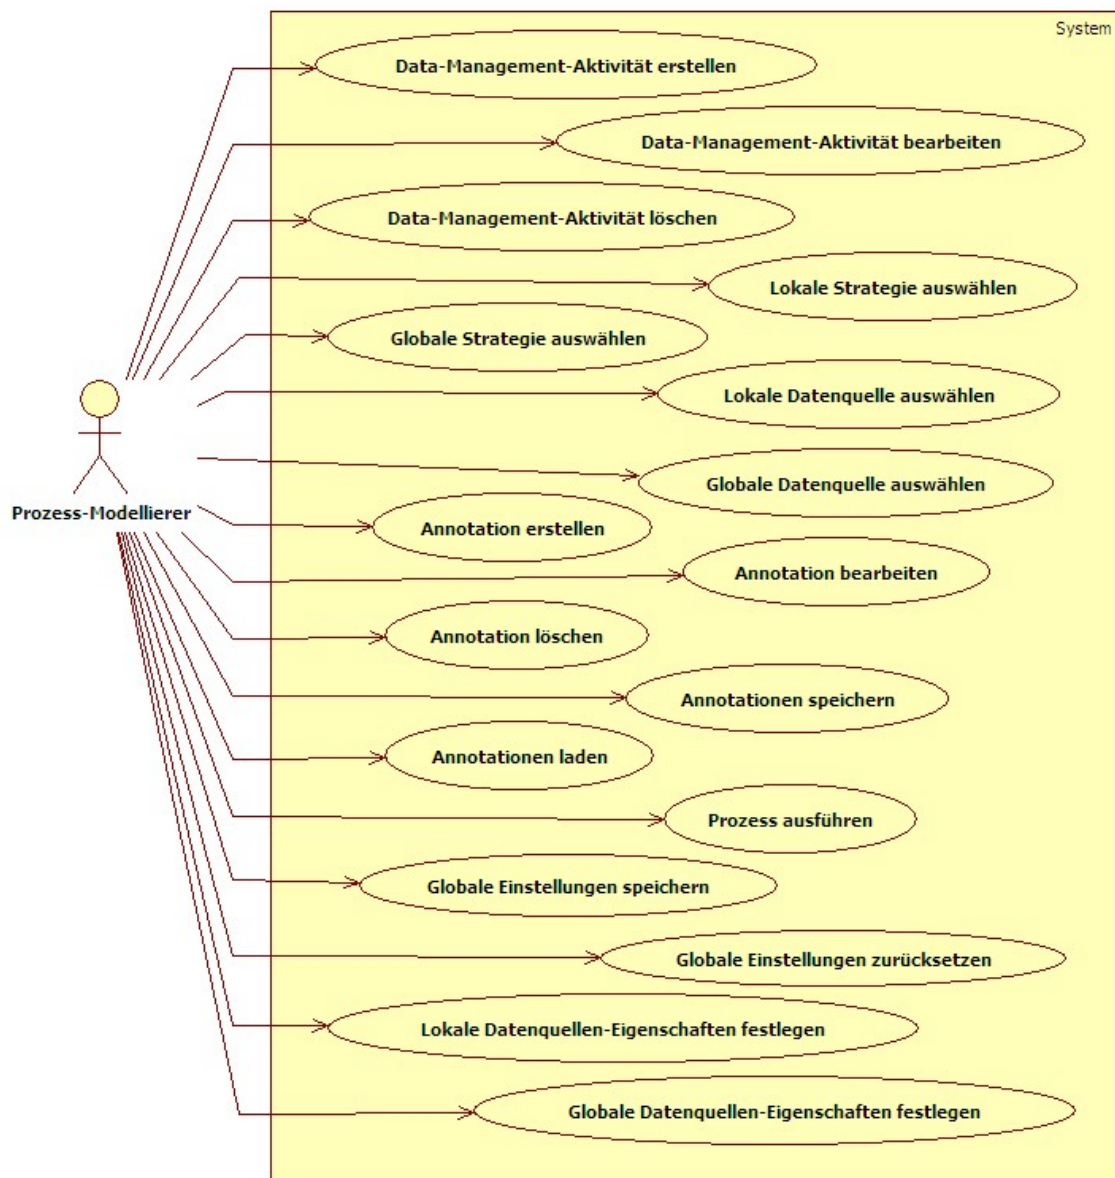 System
Data-Management-Aktivität erstellen
Data-Management-Aktivität bearbeiten
Data-Management-Aktivität löschen
Lokale Strategie auswählen
Globale Strategie auswählen
Lokale Datenquelle auswählen
Globale Datenquelle auswählen
Prozess-Modellierer
Annotation erstellen
Annotation bearbeiten
Annotation löschen
Annotationen speichern
Annotationen laden
Prozess ausführen
Globale Einstellungen speichern
Globale Einstellungen zurücksetzen
Lokale Datenquellen-Eigenschaften festlegen
Globale Datenquellen-Eigenschaften festlegen